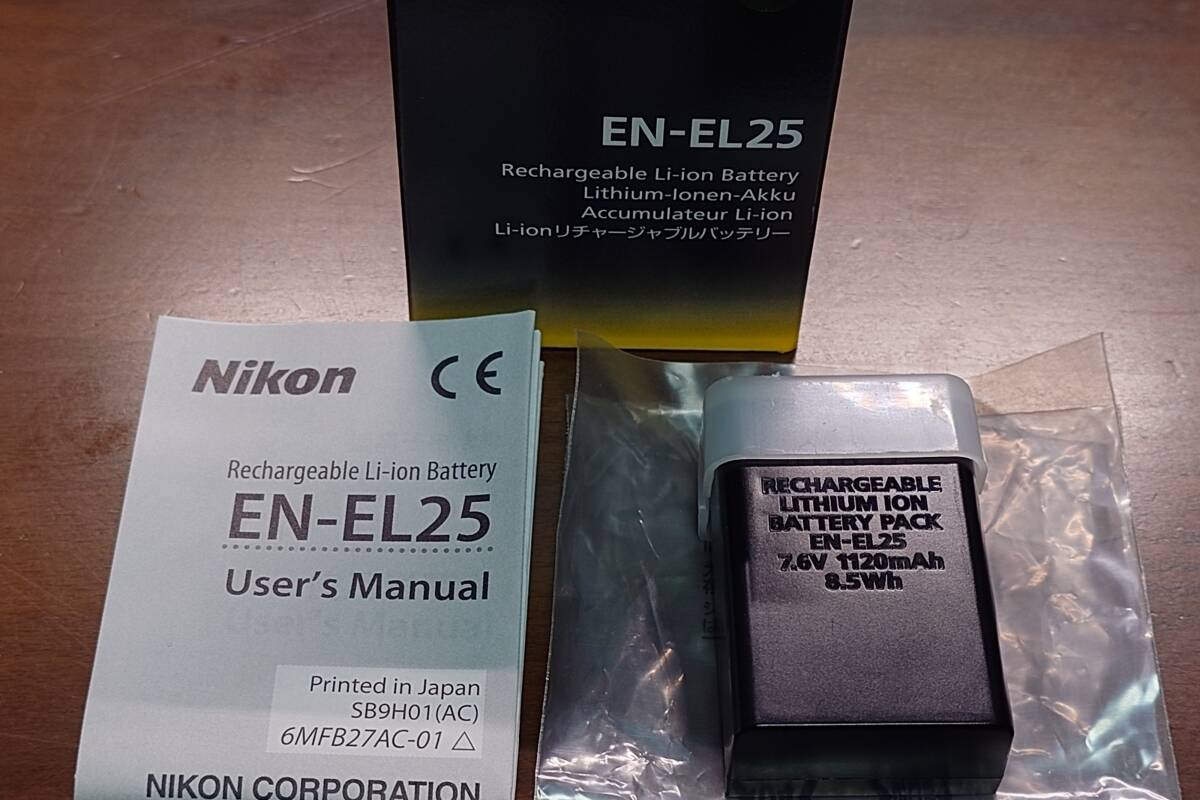 EN-EL25
Rechargeable Li-ion Battery
Lithium-Ionen-Akku
Accumulateur Li-ion
Li-ionリチャージャブルバッテリー
Nikon CE
Rechargeable Li-ion Battery
EN-EL25
User's Manual
Printed in Japan
SB9H01(AC)
6MFB27AC-01 △
NIKON CORPORATION
RECHARGEABLE
LITHIUM ION
BATTERY PACK
EN-EL25
7.6V 1120mAh
8.5Wh